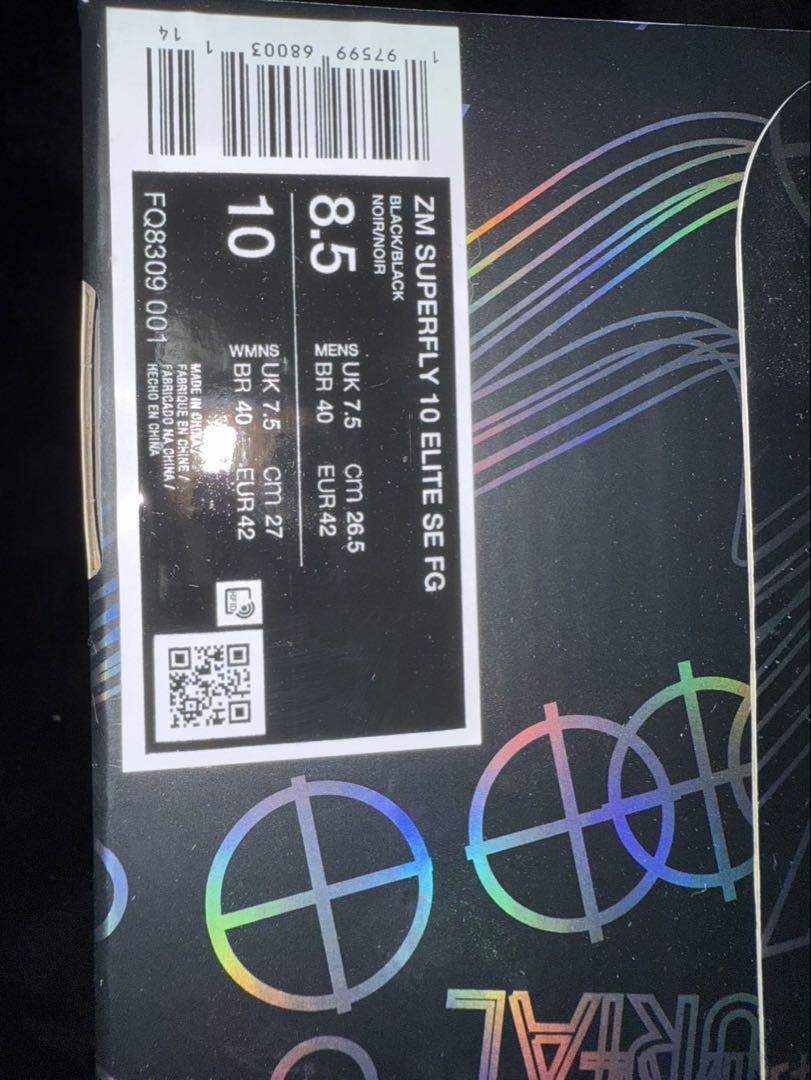 ZM SUPERFLY 10 ELITE SE FG
BLACK/BLACK
NOIR/NOIR
8.5
MENS UK 7.5 cm 26.5
BR 40 EUR 42
10
WMNS UK 7.5 cm 27
BR 40 EUR 42
MADE IN CHINA /
FABRIQUE EN CHINE /
FABRICADO NA CHINA /
HECHO EN CHINA
FQ8309 001
RFID
1 97599 68003 1 14